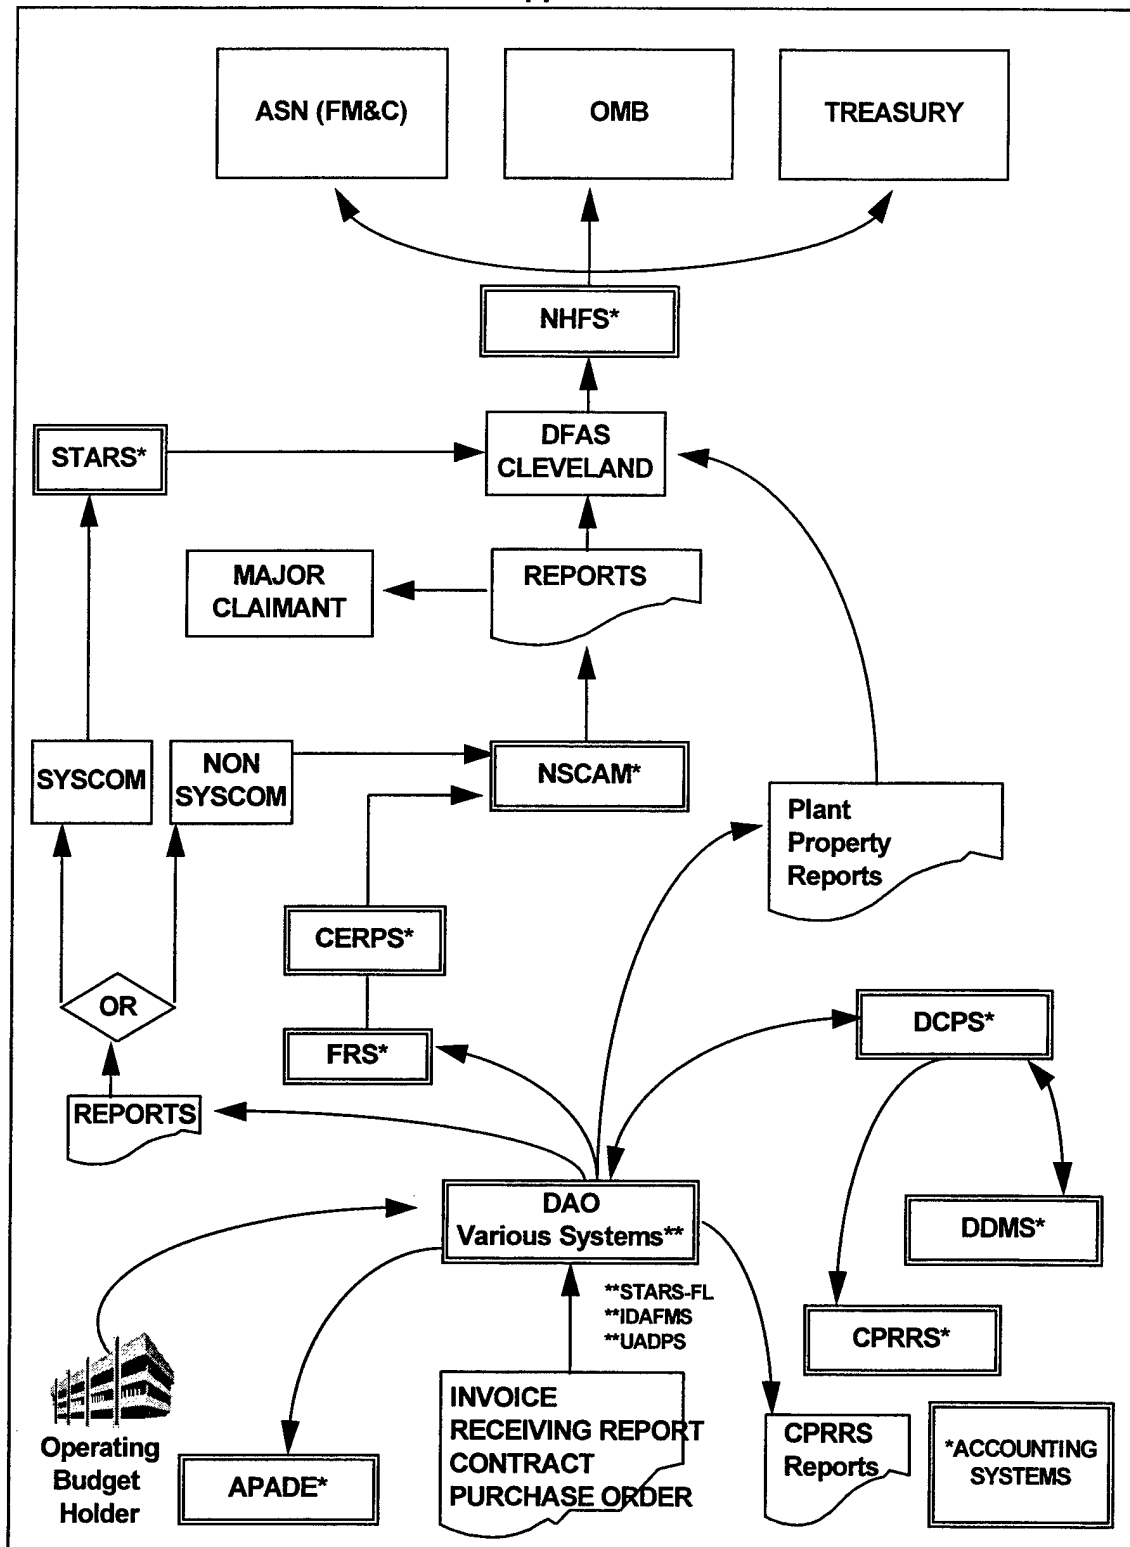 ASN (FM&C)
OMB
TREASURY
NHFS*
STARS*
DFAS
CLEVELAND
MAJOR
CLAIMANT
REPORTS
SYSCOM
NON
SYSCOM
NSCAM*
Plant
Property
Reports
CERPS*
OR
FRS*
DCPS*
REPORTS
DAO
Various Systems**
DDMS*
**STARS-FL
**IDAFMS
**UADPS
CPRRS*
INVOICE
RECEIVING REPORT
CONTRACT
PURCHASE ORDER
CPRRS
Reports
*ACCOUNTING
SYSTEMS
Operating
Budget
Holder
APADE*